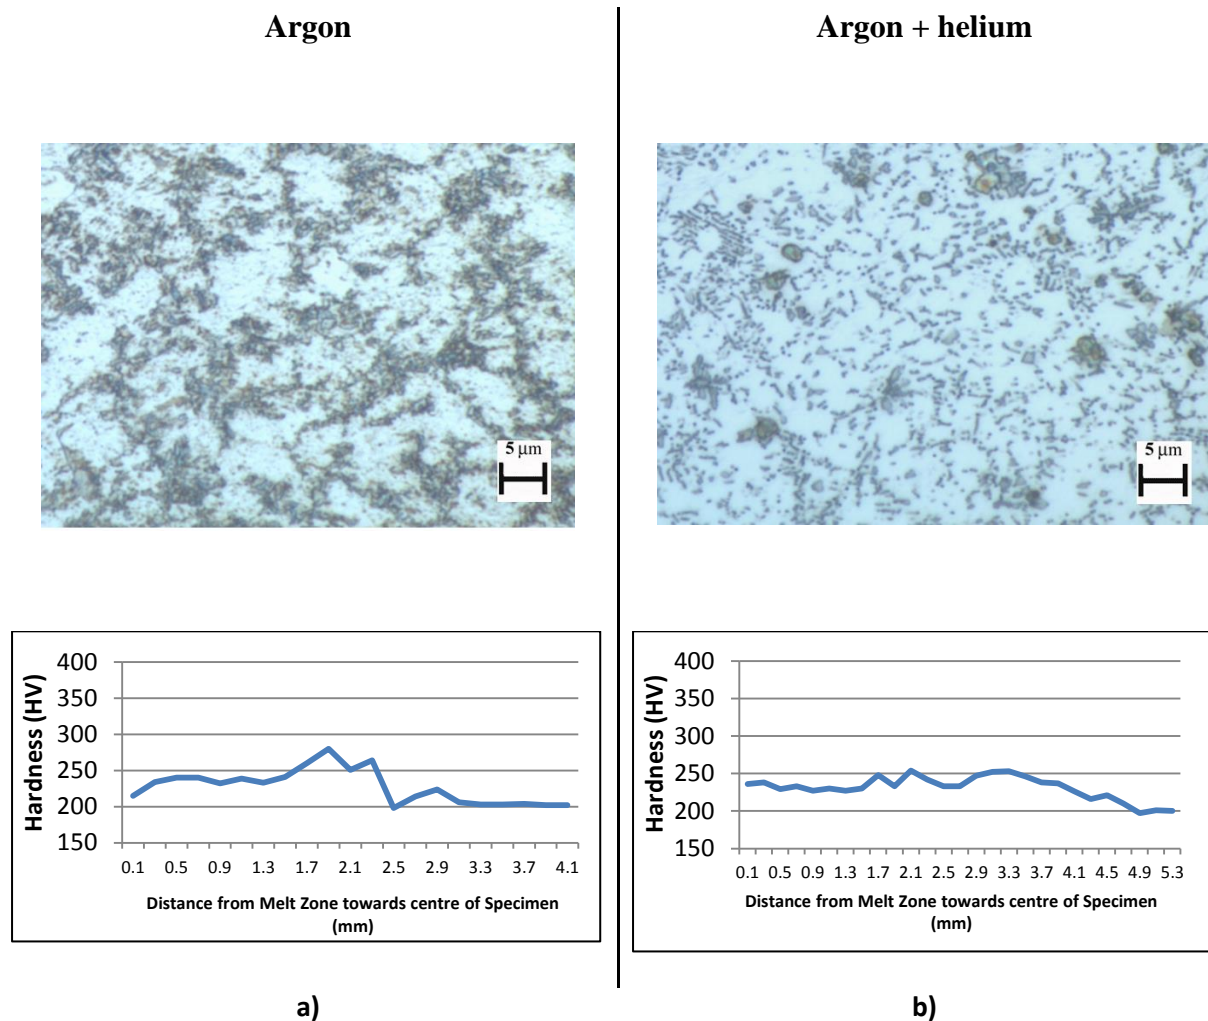 Argon
Argon + helium
5 μm
5 μm
Hardness (HV)
400
350
300
250
200
150
0.1 0.5 0.9 1.3 1.7 2.1 2.5 2.9 3.3 3.7 4.1
Distance from Melt Zone towards centre of Specimen
(mm)
Hardness (HV)
400
350
300
250
200
150
0.1 0.5 0.9 1.3 1.7 2.1 2.5 2.9 3.3 3.7 4.1 4.5 4.9 5.3
Distance from Melt Zone towards centre of Specimen
(mm)
a)
b)